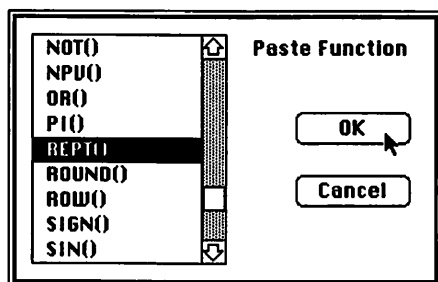 NOT()
NPV()
OR()
PI()
REPT()
ROUND()
ROW()
SIGN()
SIN()
Paste Function
OK
Cancel